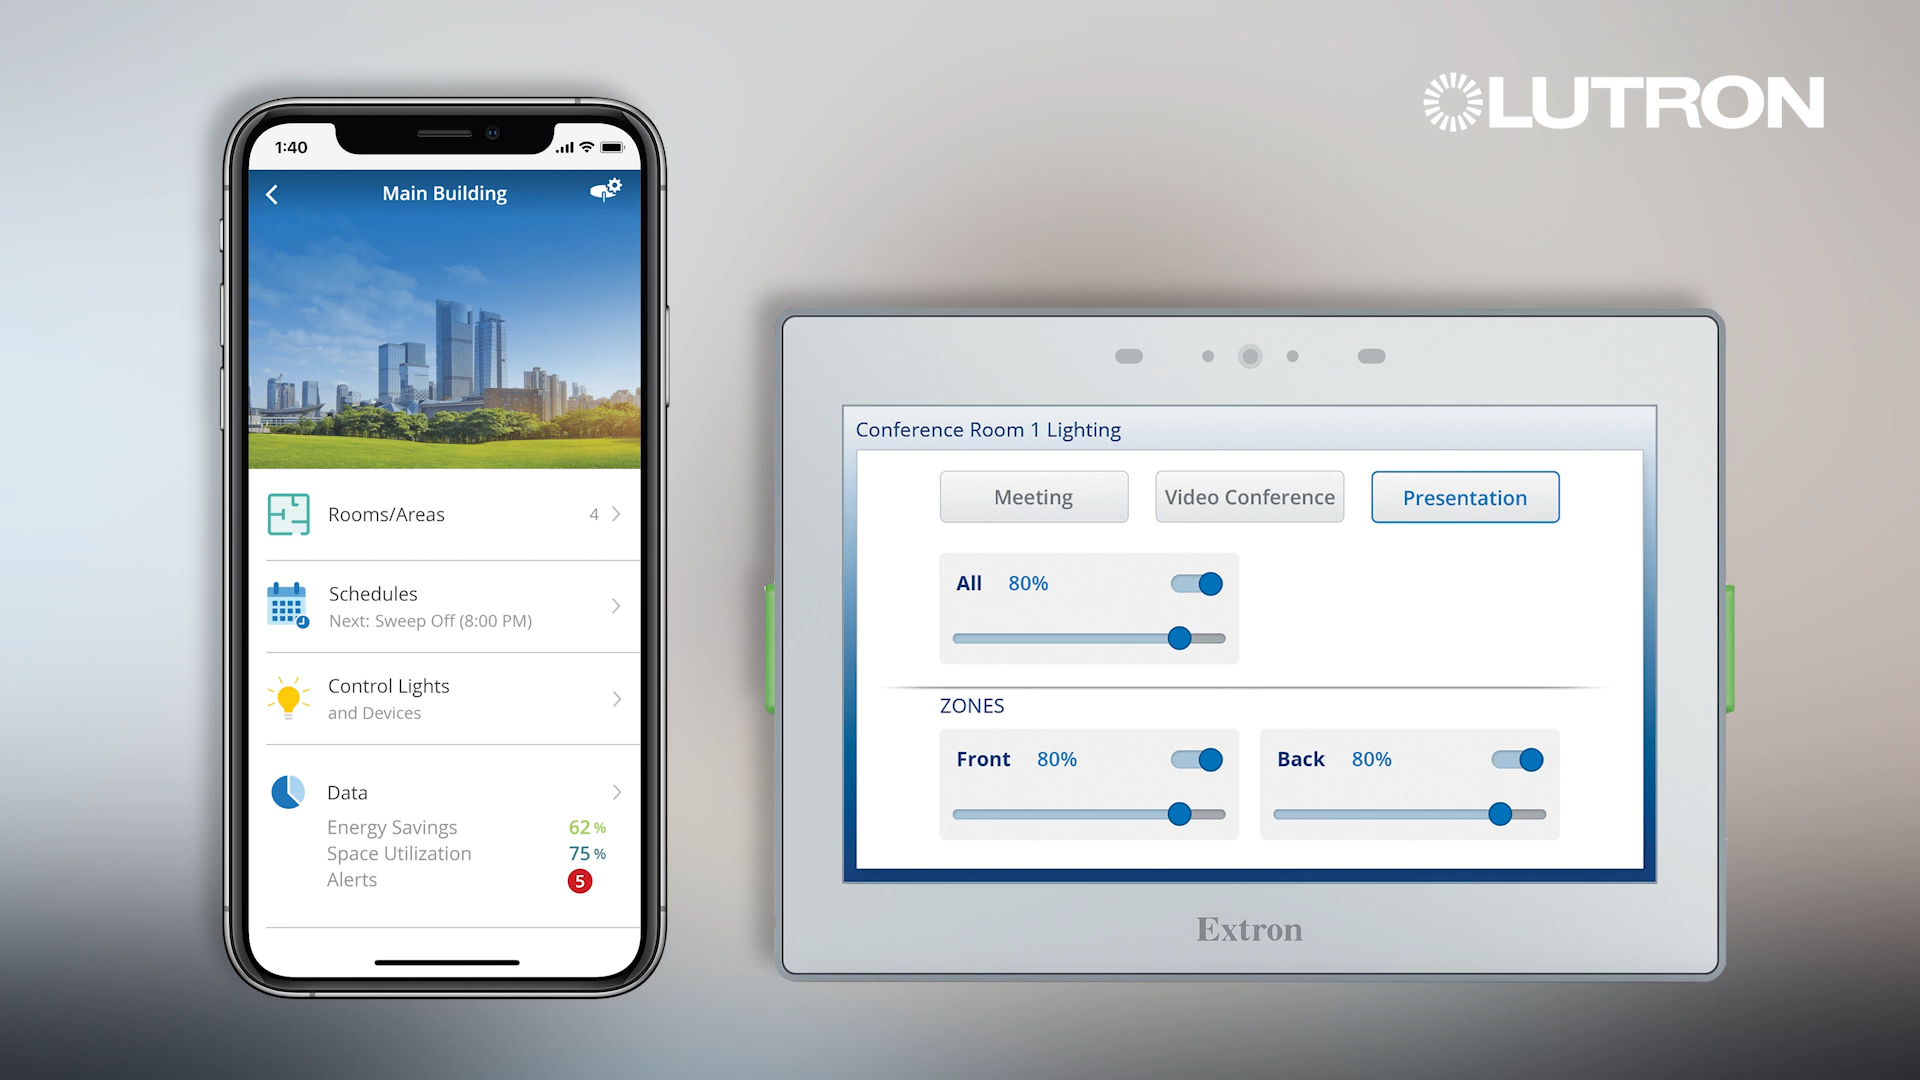 LUTRON
1:40
Main Building
Rooms/Areas 4
Schedules
Next: Sweep Off (8:00 PM)
Control Lights
and Devices
Data
Energy Savings 62 %
Space Utilization 75 %
Alerts 5
Conference Room 1 Lighting
Meeting Video Conference Presentation
All 80%
ZONES
Front 80% Back 80%
Extron